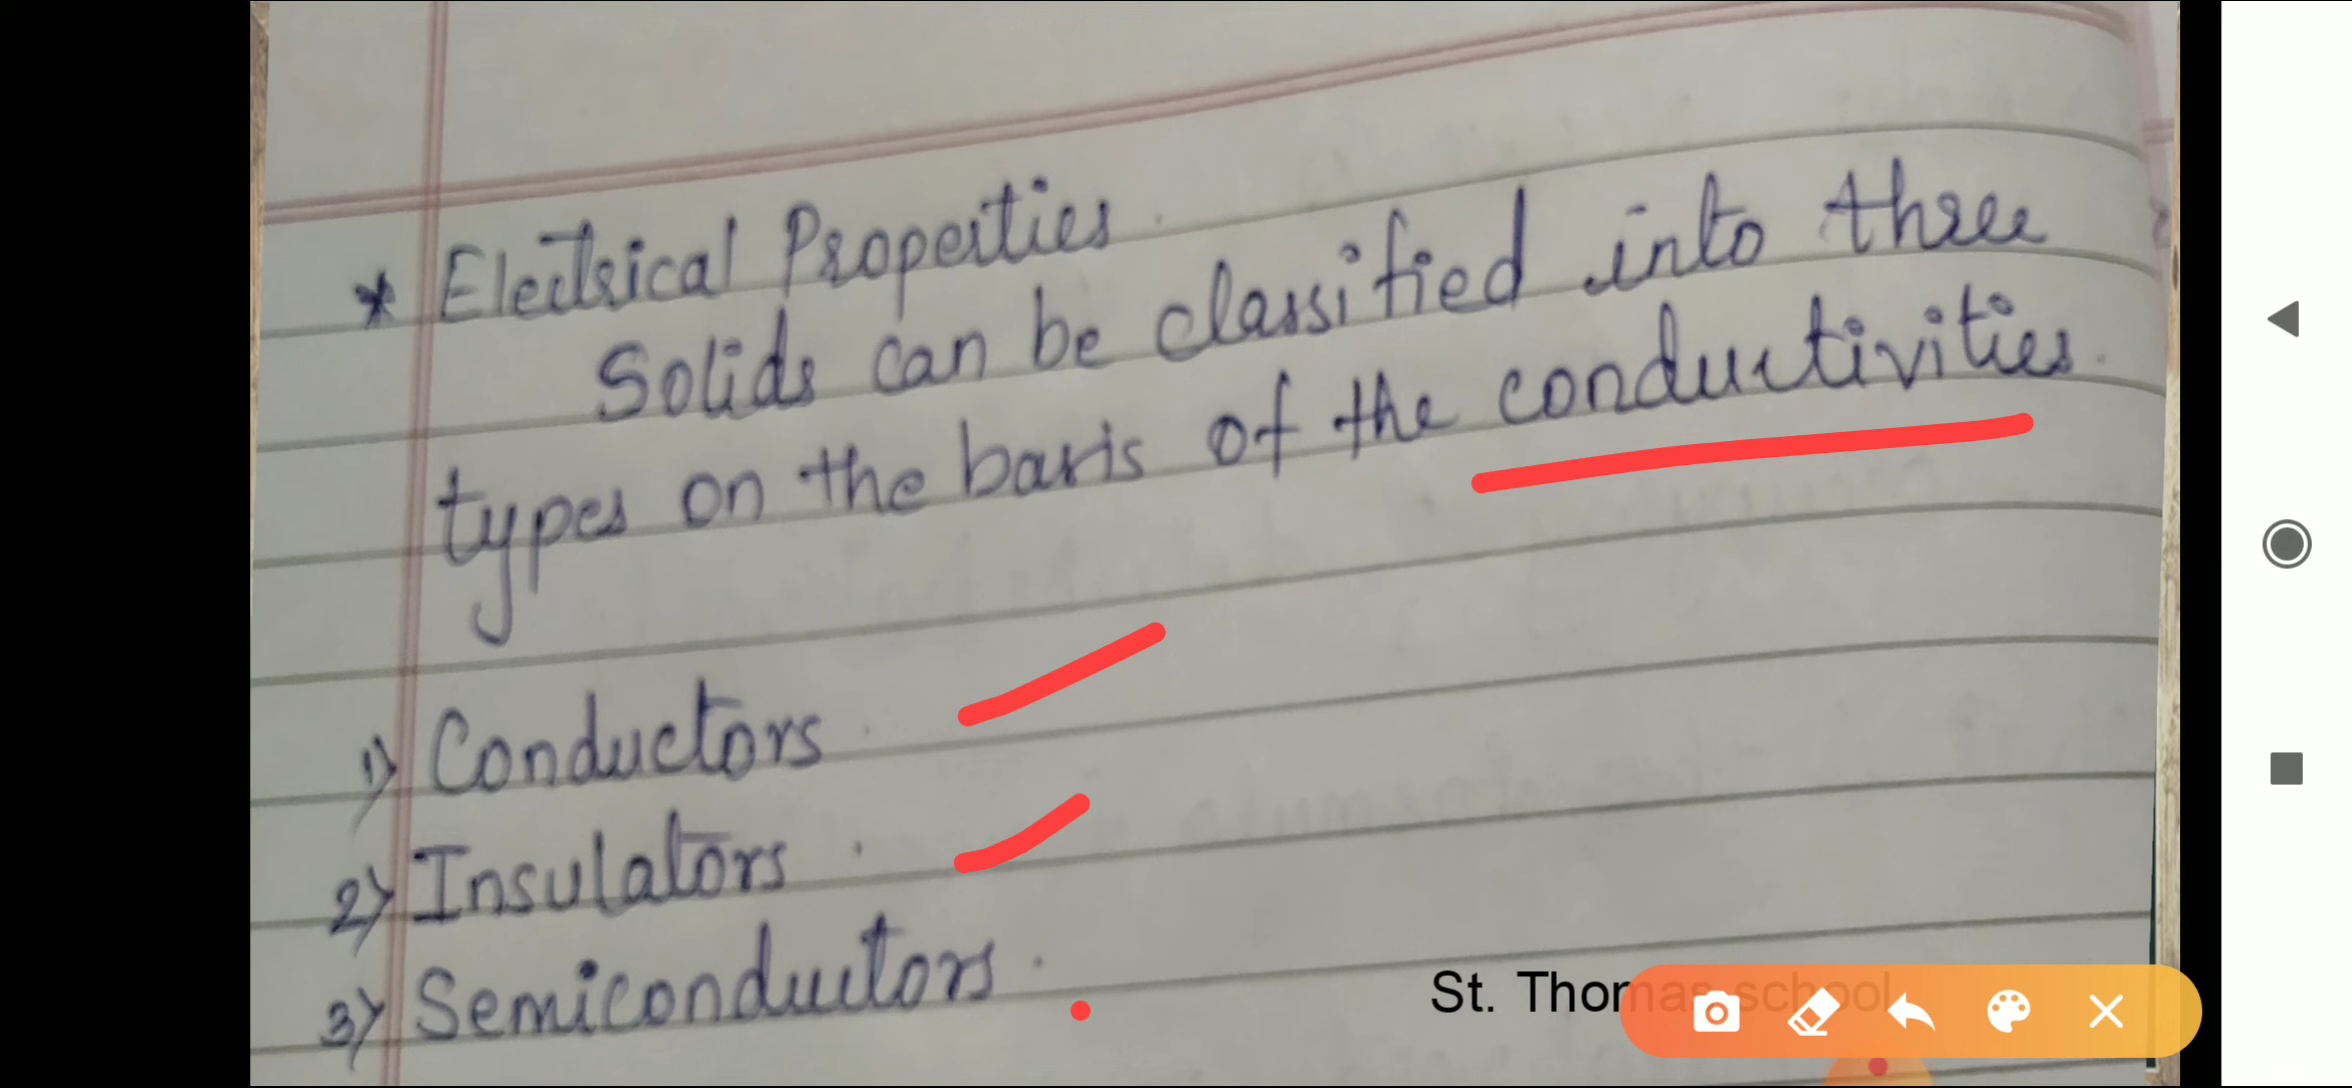 * Electrical Properties.
Solids can be classified into three
types on the basis of the conductivities.
1) Conductors.
2) Insulators.
3) Semiconductors.
St. Thomas school